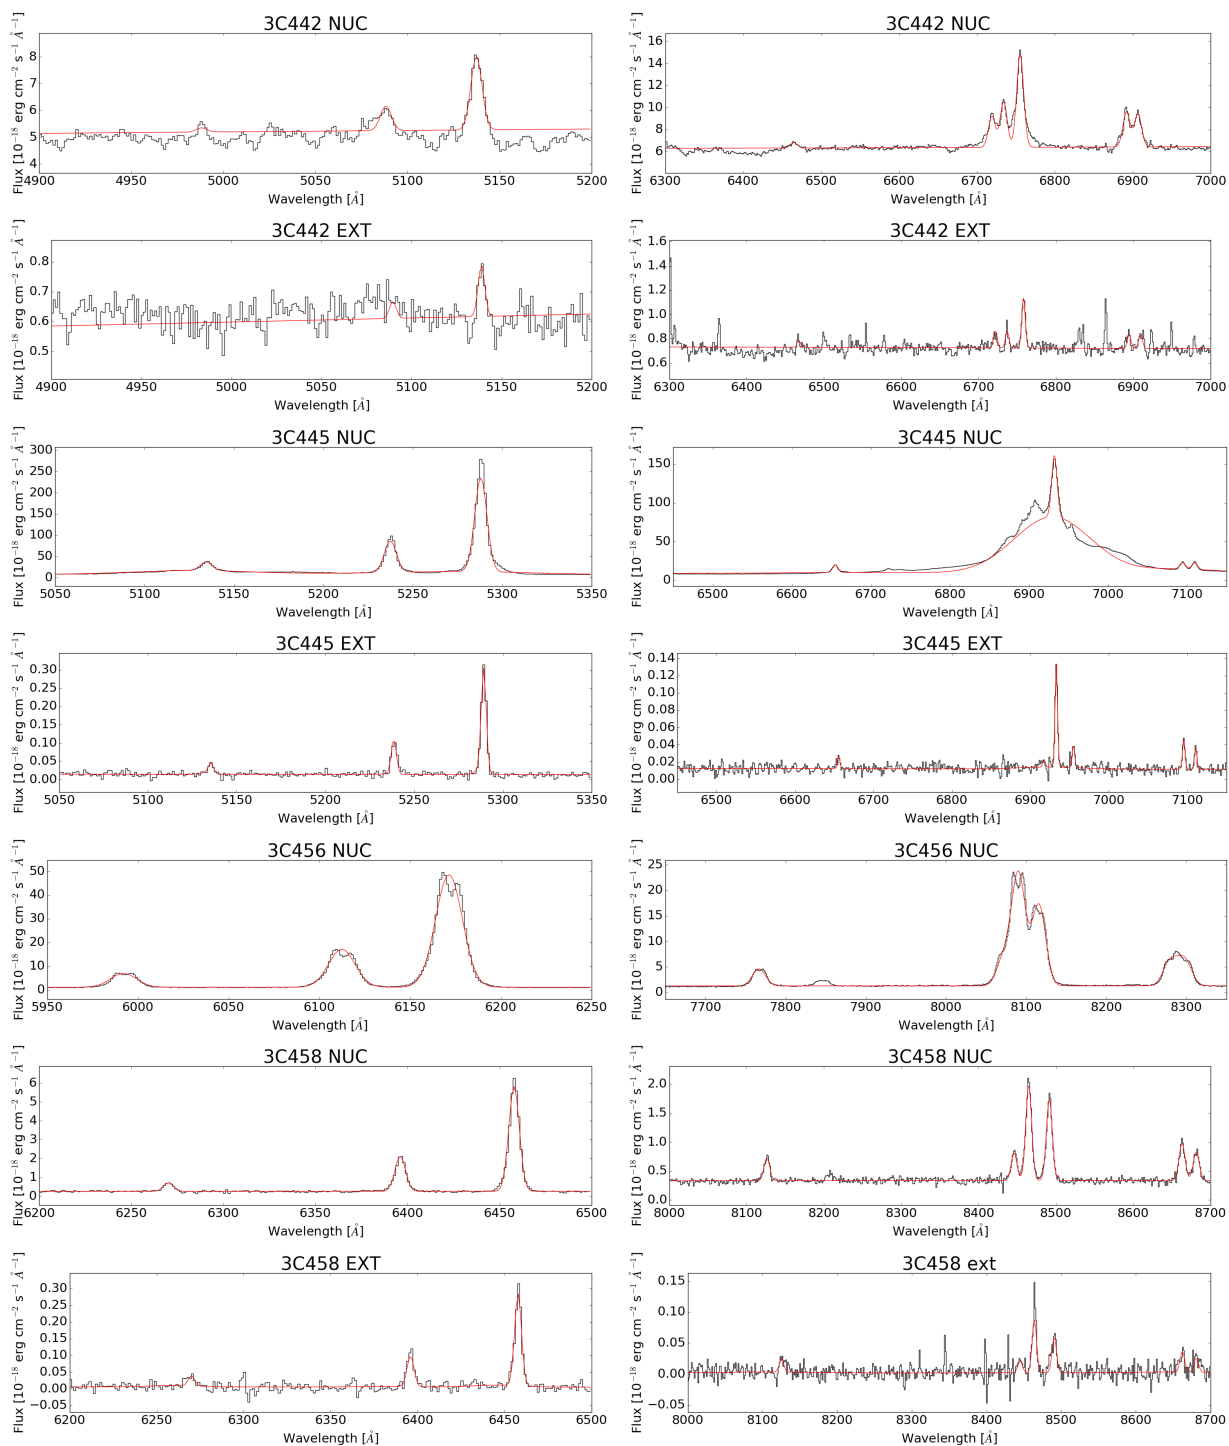 3C442 NUC
Flux [10⁻¹⁸ erg cm⁻² s⁻¹ Å⁻¹]
8
7
6
5
4
4900 4950 5000 5050 5100 5150 5200
Wavelength [Å]
3C442 NUC
Flux [10⁻¹⁸ erg cm⁻² s⁻¹ Å⁻¹]
16
14
12
10
8
6
6300 6400 6500 6600 6700 6800 6900 7000
Wavelength [Å]
3C442 EXT
Flux [10⁻¹⁸ erg cm⁻² s⁻¹ Å⁻¹]
0.8
0.7
0.6
0.5
4900 4950 5000 5050 5100 5150 5200
Wavelength [Å]
3C442 EXT
Flux [10⁻¹⁸ erg cm⁻² s⁻¹ Å⁻¹]
1.6
1.4
1.2
1.0
0.8
0.6
6300 6400 6500 6600 6700 6800 6900 7000
Wavelength [Å]
3C445 NUC
Flux [10⁻¹⁸ erg cm⁻² s⁻¹ Å⁻¹]
300
250
200
150
100
50
0
5050 5100 5150 5200 5250 5300 5350
Wavelength [Å]
3C445 NUC
Flux [10⁻¹⁸ erg cm⁻² s⁻¹ Å⁻¹]
150
100
50
0
6500 6600 6700 6800 6900 7000 7100
Wavelength [Å]
3C445 EXT
Flux [10⁻¹⁸ erg cm⁻² s⁻¹ Å⁻¹]
0.30
0.25
0.20
0.15
0.10
0.05
0.00
5050 5100 5150 5200 5250 5300 5350
Wavelength [Å]
3C445 EXT
Flux [10⁻¹⁸ erg cm⁻² s⁻¹ Å⁻¹]
0.14
0.12
0.10
0.08
0.06
0.04
0.02
0.00
6500 6600 6700 6800 6900 7000 7100
Wavelength [Å]
3C456 NUC
Flux [10⁻¹⁸ erg cm⁻² s⁻¹ Å⁻¹]
50
40
30
20
10
0
5950 6000 6050 6100 6150 6200 6250
Wavelength [Å]
3C456 NUC
Flux [10⁻¹⁸ erg cm⁻² s⁻¹ Å⁻¹]
25
20
15
10
5
0
7700 7800 7900 8000 8100 8200 8300
Wavelength [Å]
3C458 NUC
Flux [10⁻¹⁸ erg cm⁻² s⁻¹ Å⁻¹]
6
5
4
3
2
1
0
6200 6250 6300 6350 6400 6450 6500
Wavelength [Å]
3C458 NUC
Flux [10⁻¹⁸ erg cm⁻² s⁻¹ Å⁻¹]
2.0
1.5
1.0
0.5
0.0
8000 8100 8200 8300 8400 8500 8600 8700
Wavelength [Å]
3C458 EXT
Flux [10⁻¹⁸ erg cm⁻² s⁻¹ Å⁻¹]
0.30
0.25
0.20
0.15
0.10
0.05
0.00
−0.05
6200 6250 6300 6350 6400 6450 6500
Wavelength [Å]
3C458 ext
Flux [10⁻¹⁸ erg cm⁻² s⁻¹ Å⁻¹]
0.15
0.10
0.05
0.00
−0.05
8000 8100 8200 8300 8400 8500 8600 8700
Wavelength [Å]